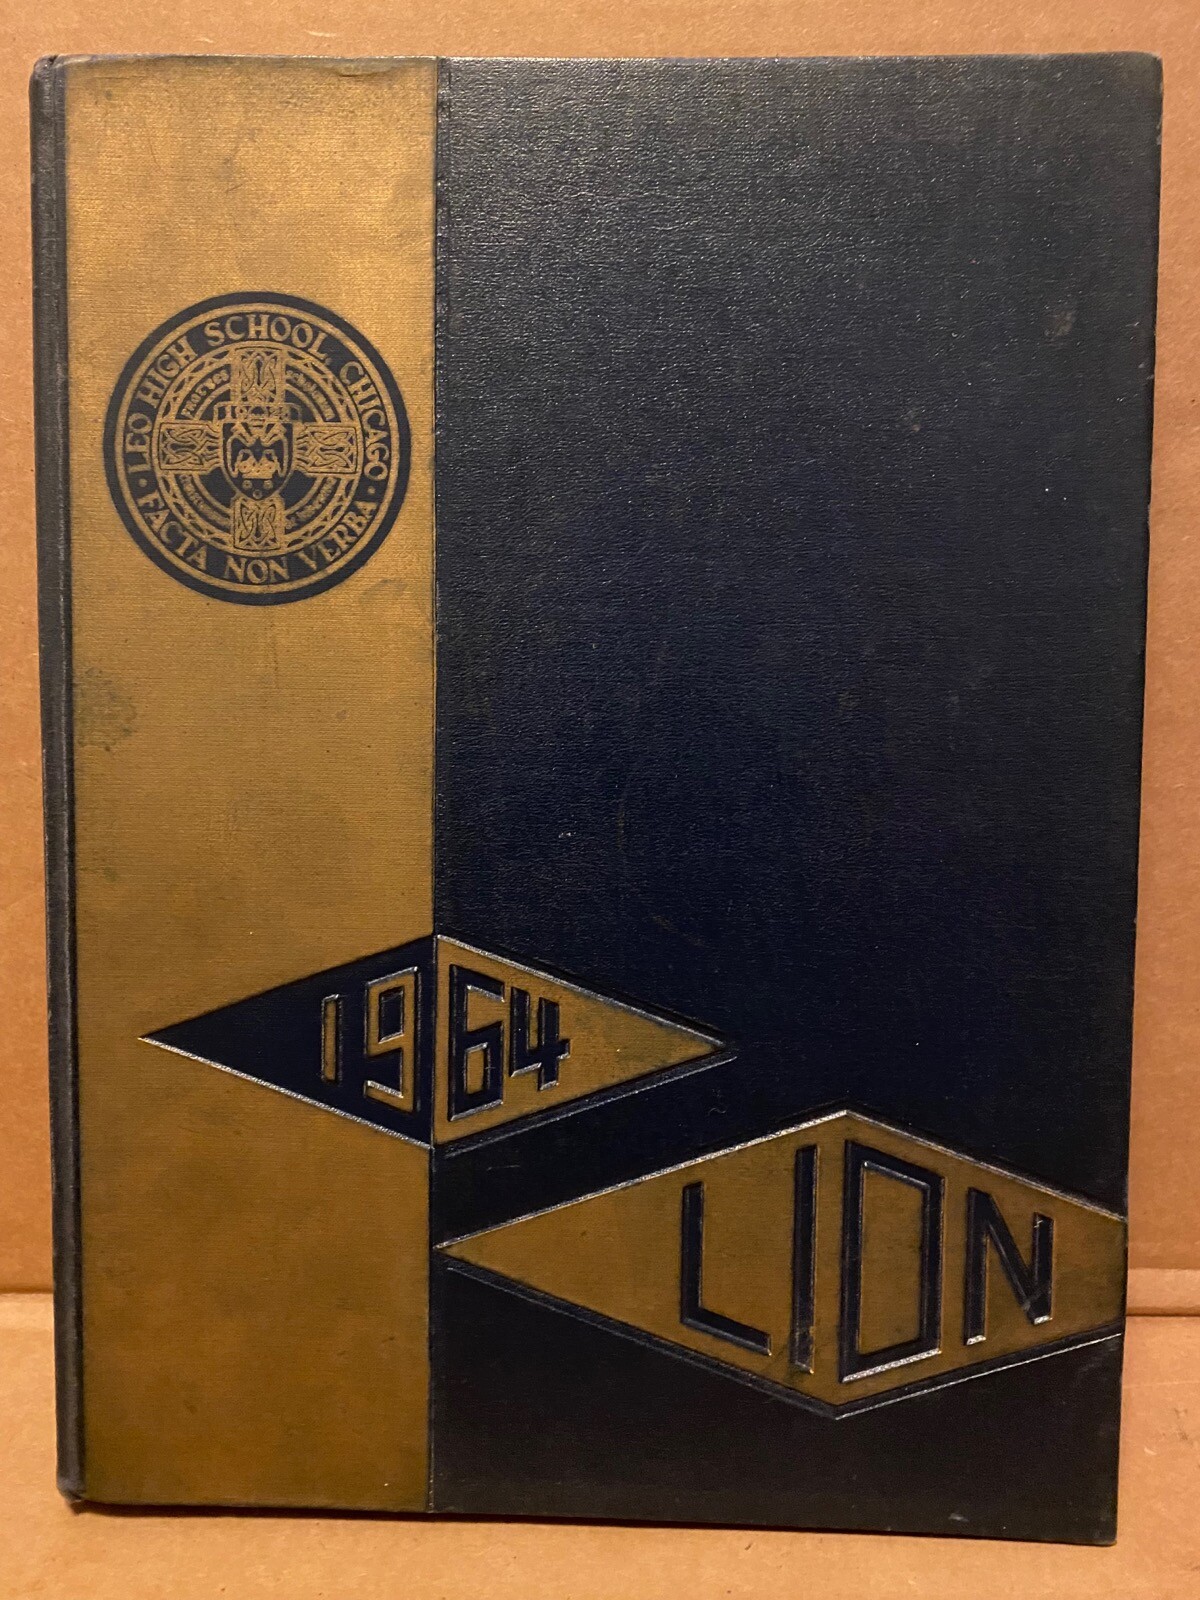 LEO HIGH SCHOOL, CHICAGO
• FACTA NON VERBA •
1964
LION